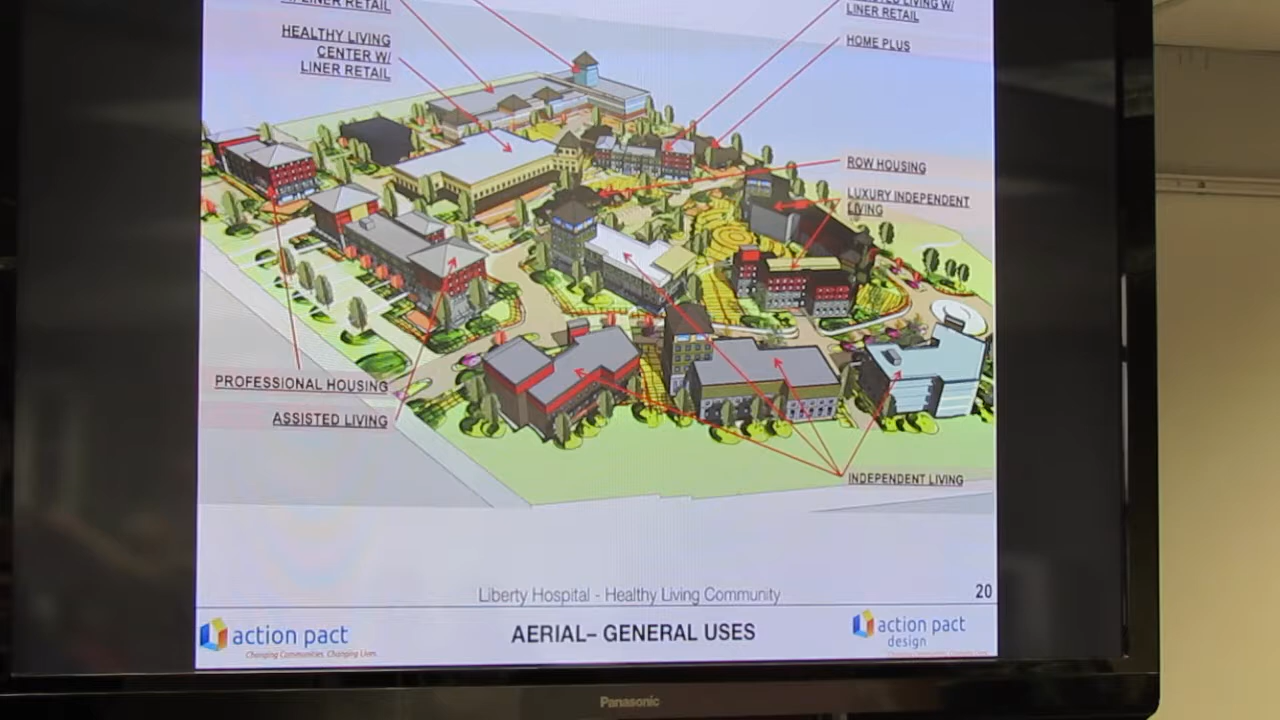 LINER RETAIL
HEALTHY LIVING
CENTER W/
LINER RETAIL
LIVING W/
LINER RETAIL
HOME PLUS
ROW HOUSING
LUXURY INDEPENDENT
LIVING
PROFESSIONAL HOUSING
ASSISTED LIVING
INDEPENDENT LIVING
Liberty Hospital - Healthy Living Community
20
action pact
Changing Communities. Changing Lives.
AERIAL– GENERAL USES
action pact
design
Panasonic